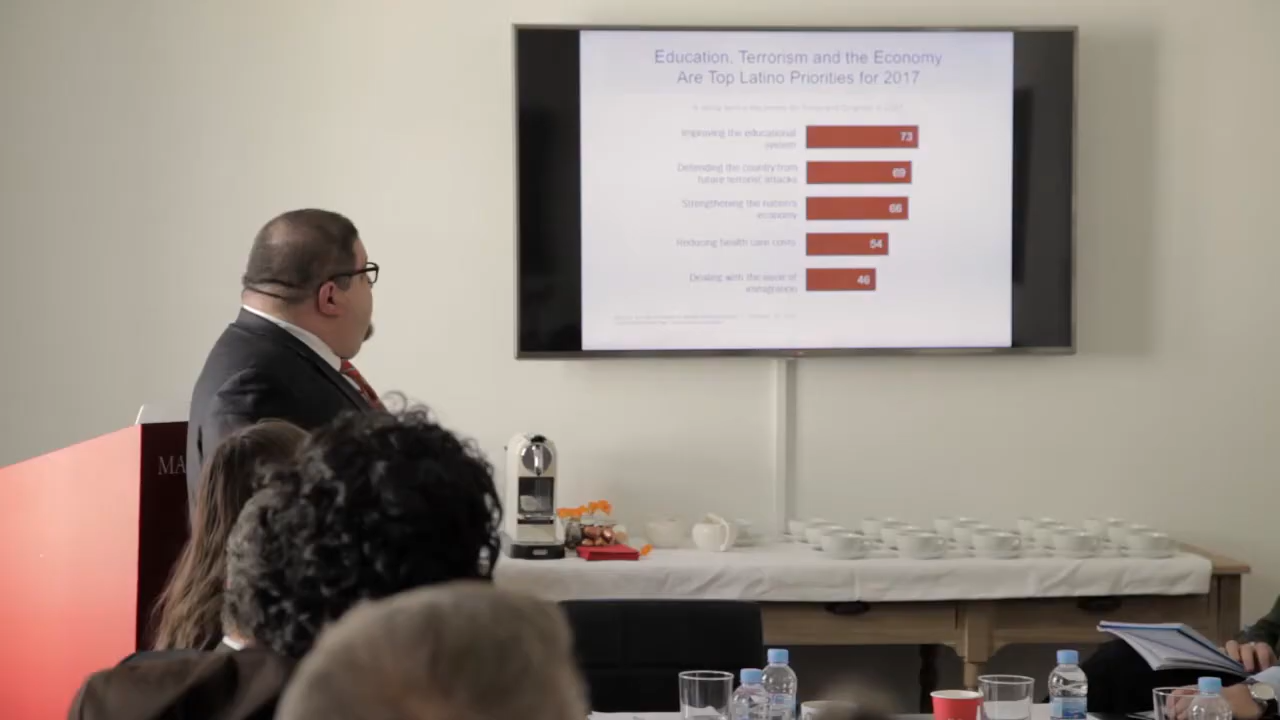 Education, Terrorism and the Economy
Are Top Latino Priorities for 2017
Improving the educational
system
73
Defending the country from
future terrorist attacks
69
Strengthening the nation's
economy
66
Reducing health care costs
54
Dealing with the issue of
immigration
46
MA